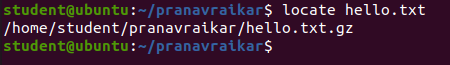 student@ubuntu:~/pranavraikar$ locate hello.txt
/home/student/pranavraikar/hello.txt.gz
student@ubuntu:~/pranavraikar$